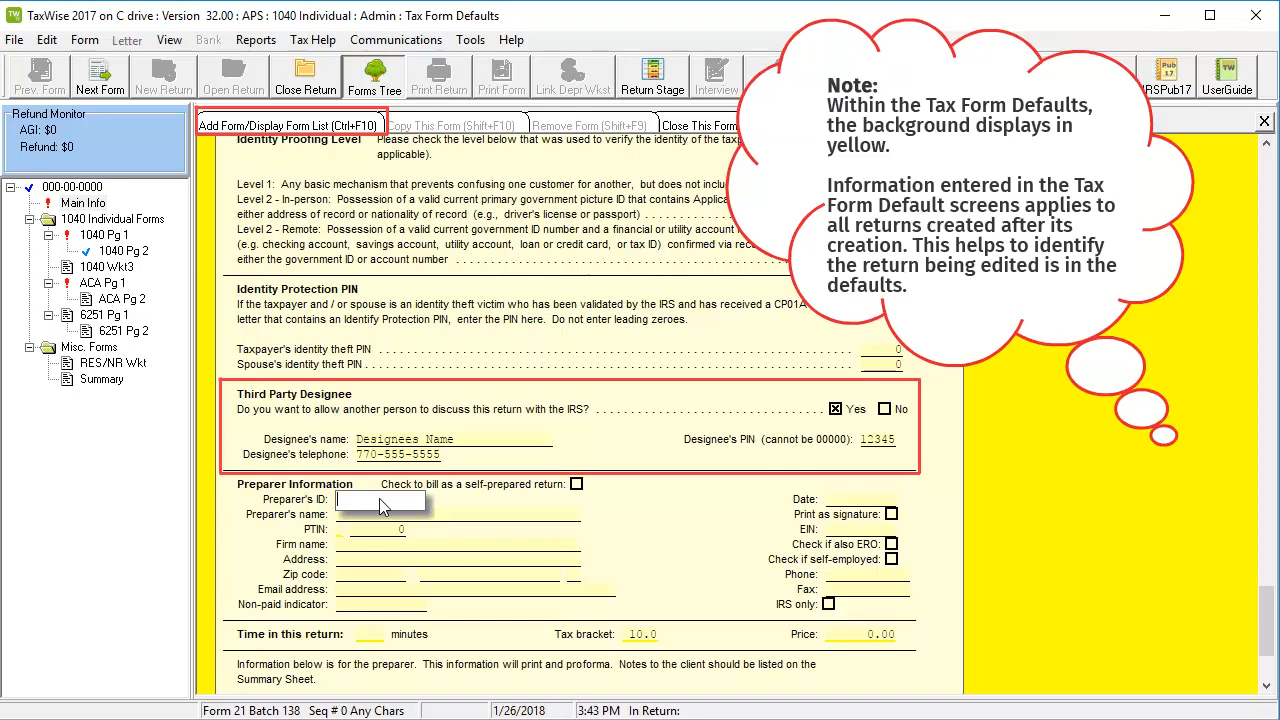 TaxWise 2017 on C drive : Version 32.00 : APS : 1040 Individual : Admin : Tax Form Defaults
File Edit Form Letter View Bank Reports Tax Help Communications Tools Help
Prev. Form Next Form New Return Open Return Close Return Forms Tree Print Return Print Form Link Dept Wkst Return Stage Interview IRSPub17 UserGuide
Refund Monitor
AGI: $0
Refund: $0
Add Form/Display Form List (Ctrl+F10) Copy This Form (Shift+F10) Remove Form (Shift+F9) Close This Form
000-00-0000
Main Info
1040 Individual Forms
1040 Pg 1
1040 Pg 2
1040 Wkt3
ACA Pg 1
ACA Pg 2
6251 Pg 1
6251 Pg 2
Misc. Forms
RES/NR Wkt
Summary
Note:
Within the Tax Form Defaults,
the background displays in
yellow.
Information entered in the Tax
Form Default screens applies to
all returns created after its
creation. This helps to identify
the return being edited is in the
defaults.
Identity Proofing Level Please check the level below that was used to verify the identity of the
applicable).
Level 1: Any basic mechanism that prevents confusing one customer for another, but does not
Level 2 - In-person: Possession of a valid current primary government picture ID that contains
either address of record or nationality of record (e.g., driver's license or passport)
Level 2 - Remote: Possession of a valid current government ID number and a financial or utility account
(e.g. checking account, savings account, utility account, loan or credit card, or tax ID) confirmed via
either the government ID or account number
Identity Protection PIN
If the taxpayer and / or spouse is an identity theft victim who has been validated by the IRS and has received a CP01A
letter that contains an Identify Protection PIN, enter the PIN here. Do not enter leading zeroes.
Taxpayer's identity theft PIN 0
Spouse's identity theft PIN 0
Third Party Designee
Do you want to allow another person to discuss this return with the IRS? Yes No
Designee's name: Designees Name Designee's PIN (cannot be 00000): 12345
Designee's telephone: 770-555-5555
Preparer Information Check to bill as a self-prepared return:
Preparer's ID: Date:
Preparer's name: Print as signature:
PTIN: 0 EIN:
Firm name: Check if also ERO:
Address: Check if self-employed:
Zip code: Phone:
Email address: Fax:
Non-paid indicator: IRS only:
Time in this return: minutes Tax bracket: 10.0 Price: 0.00
Information below is for the preparer. This information will print and proforma. Notes to the client should be listed on the
Summary Sheet.
Form 21 Batch 138 Seq # 0 Any Chars 1/26/2018 3:43 PM In Return: